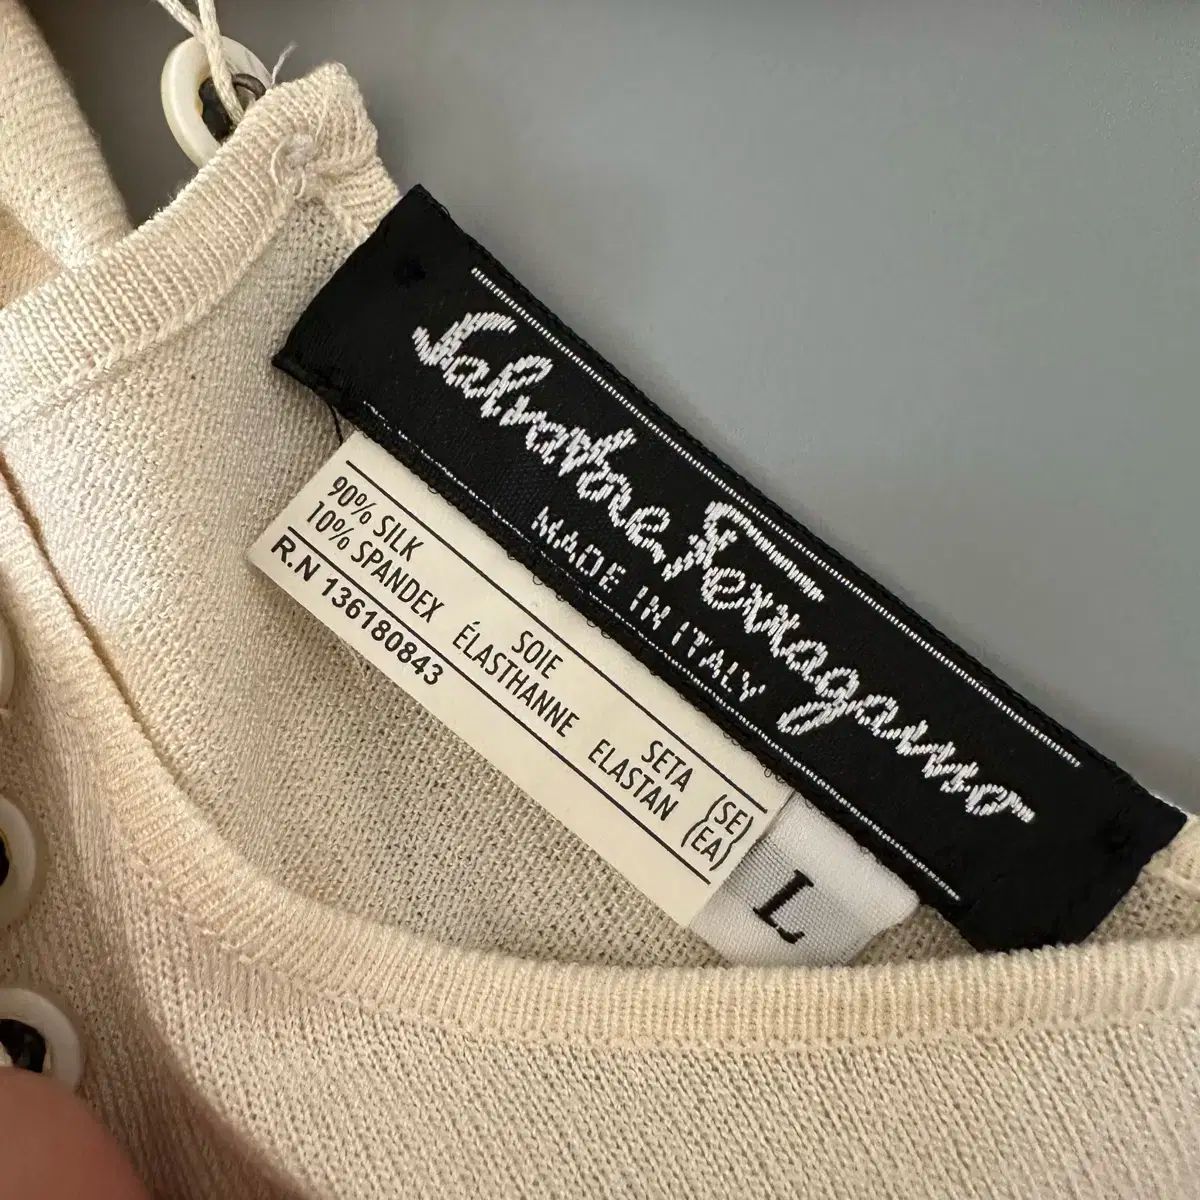 Salvatore Ferragamo
MADE IN ITALY
90% SILK SOIE SETA (SE)
10% SPANDEX ÉLASTHANNE ELASTAN (EA)
R.N 136180843
L